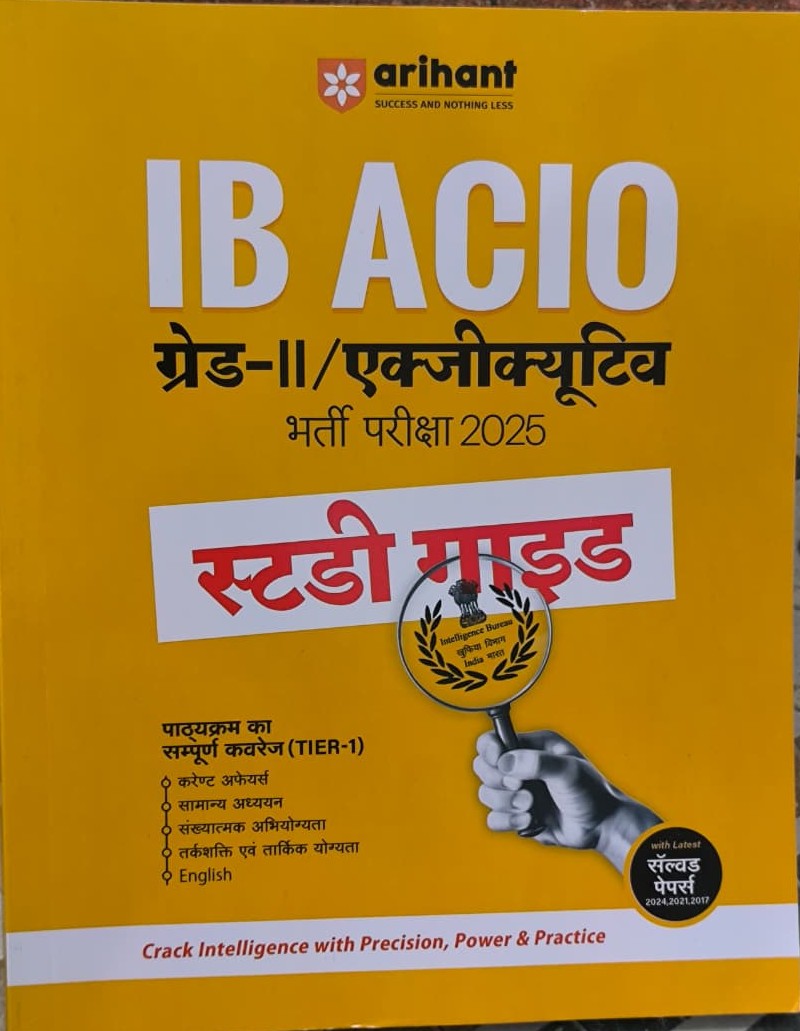 arihant
SUCCESS AND NOTHING LESS
IB ACIO
ग्रेड-II/एक्जीक्यूटिव
भर्ती परीक्षा 2025
स्टडी गाइड
Intelligence Bureau
खुफिया विभाग
India भारत
पाठ्यक्रम का
सम्पूर्ण कवरेज (TIER-1)
करेण्ट अफेयर्स
सामान्य अध्ययन
संख्यात्मक अभियोग्यता
तर्कशक्ति एवं तार्किक योग्यता
English
with Latest
सॅल्वड
पेपर्स
2024,2021,2017
Crack Intelligence with Precision, Power & Practice